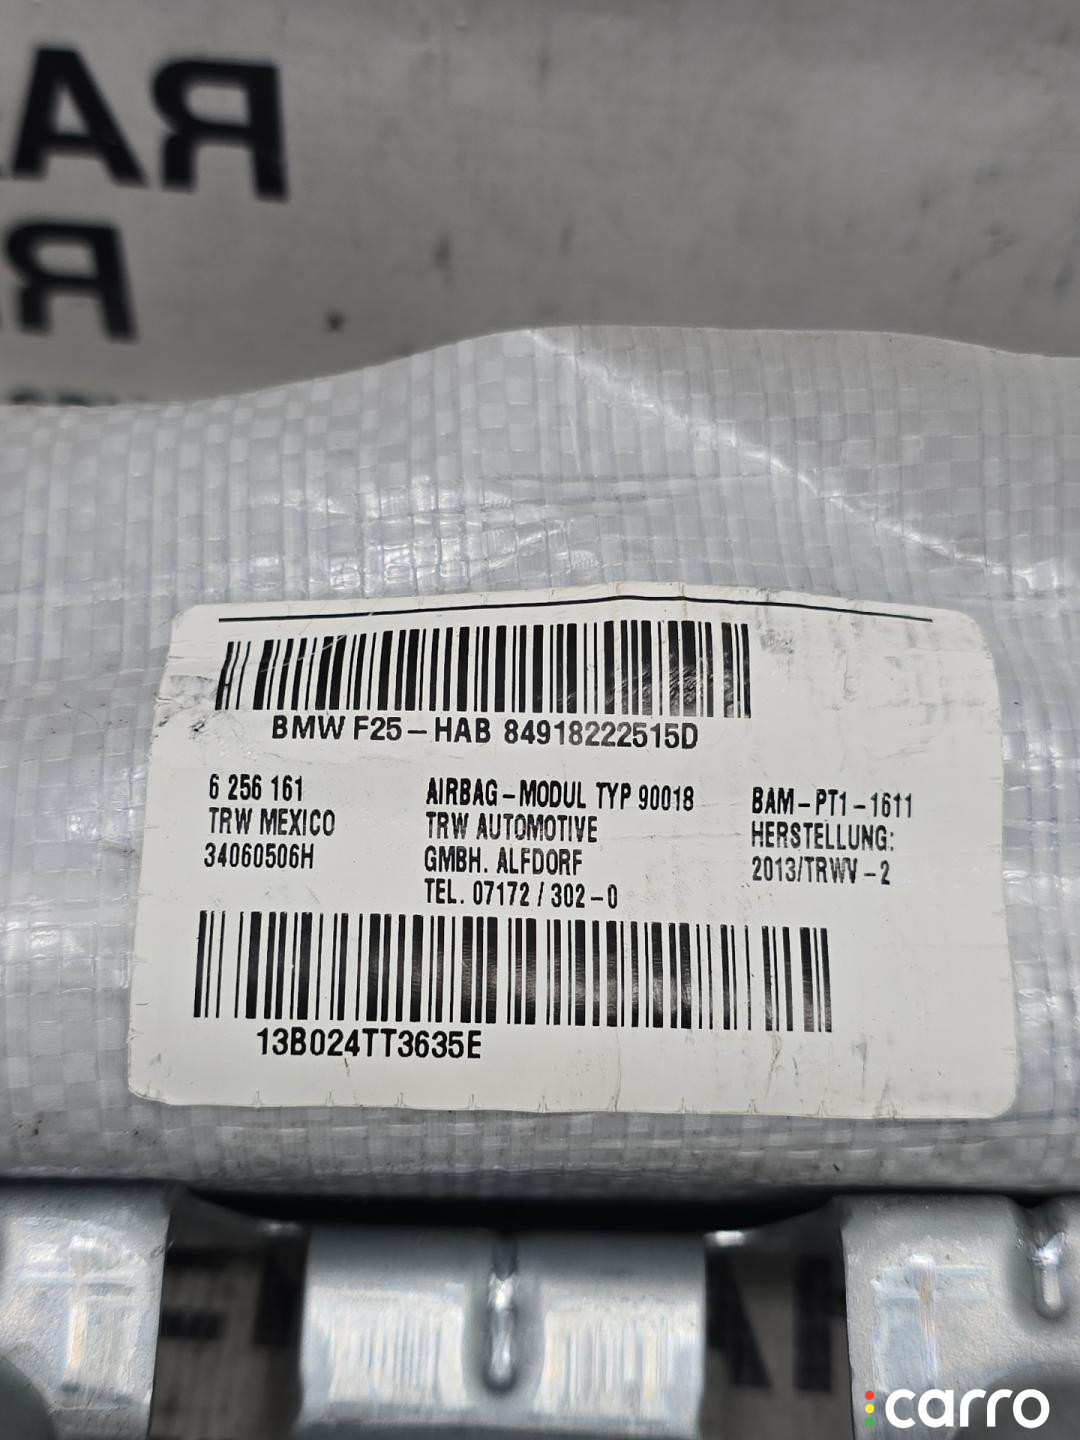 BMW F25-HAB 84918222515D
6 256 161
TRW MEXICO
34060506H
AIRBAG-MODUL TYP 90018
TRW AUTOMOTIVE
GMBH. ALFDORF
TEL. 07172 / 302-0
BAM-PT1-1611
HERSTELLUNG:
2013/TRWV-2
13B024TT3635E
carro